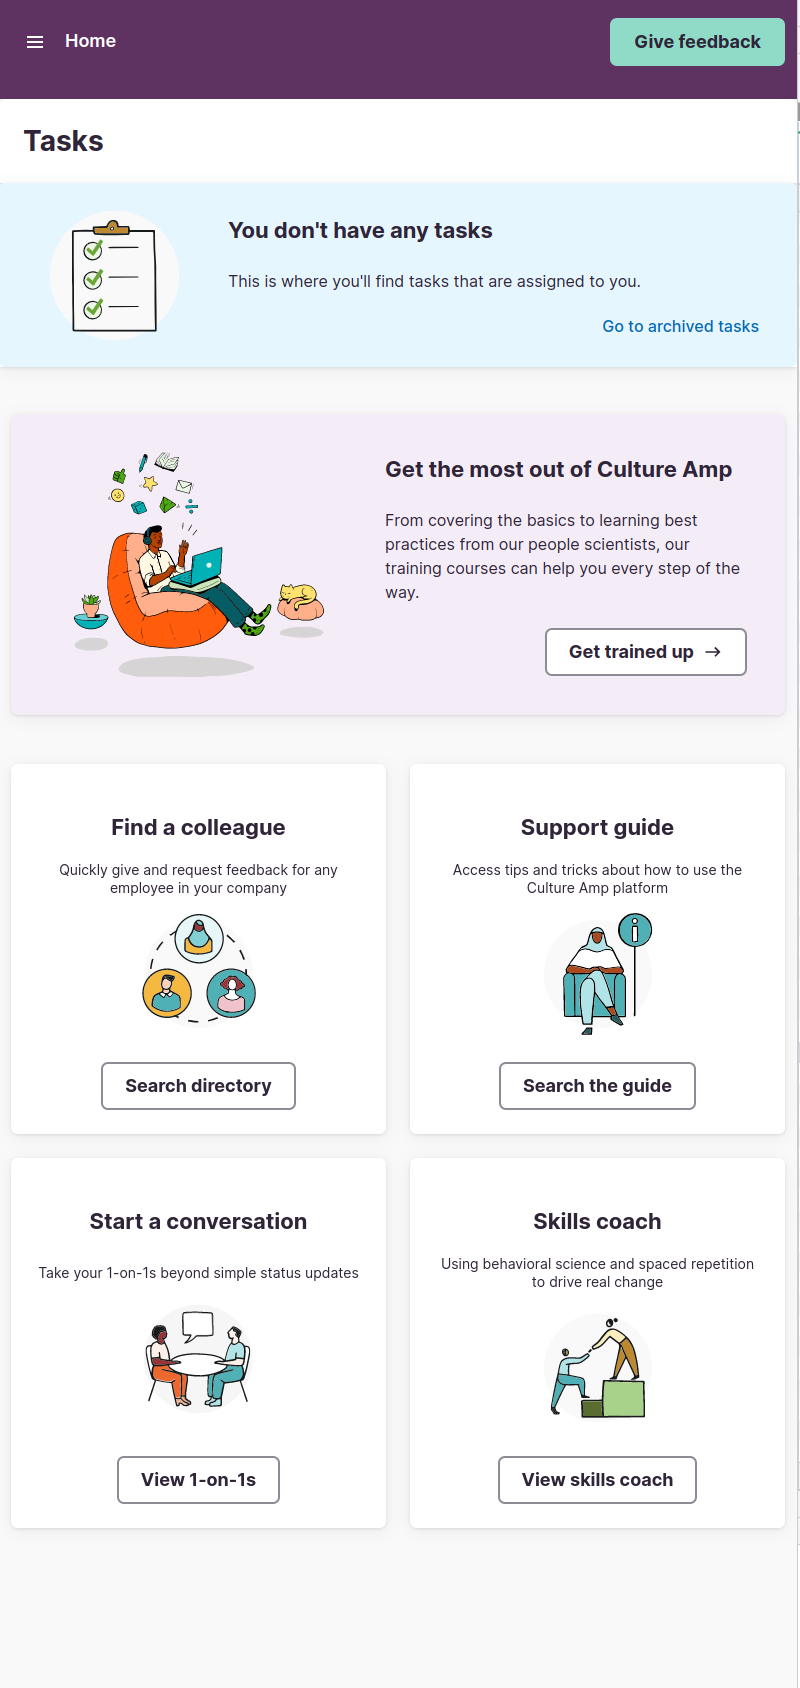 Home
Give feedback
Tasks
You don't have any tasks
This is where you'll find tasks that are assigned to you.
Go to archived tasks
Get the most out of Culture Amp
From covering the basics to learning best
practices from our people scientists, our
training courses can help you every step of the
way.
Get trained up →
Find a colleague
Quickly give and request feedback for any
employee in your company
Search directory
Support guide
Access tips and tricks about how to use the
Culture Amp platform
Search the guide
Start a conversation
Take your 1-on-1s beyond simple status updates
View 1-on-1s
Skills coach
Using behavioral science and spaced repetition
to drive real change
View skills coach